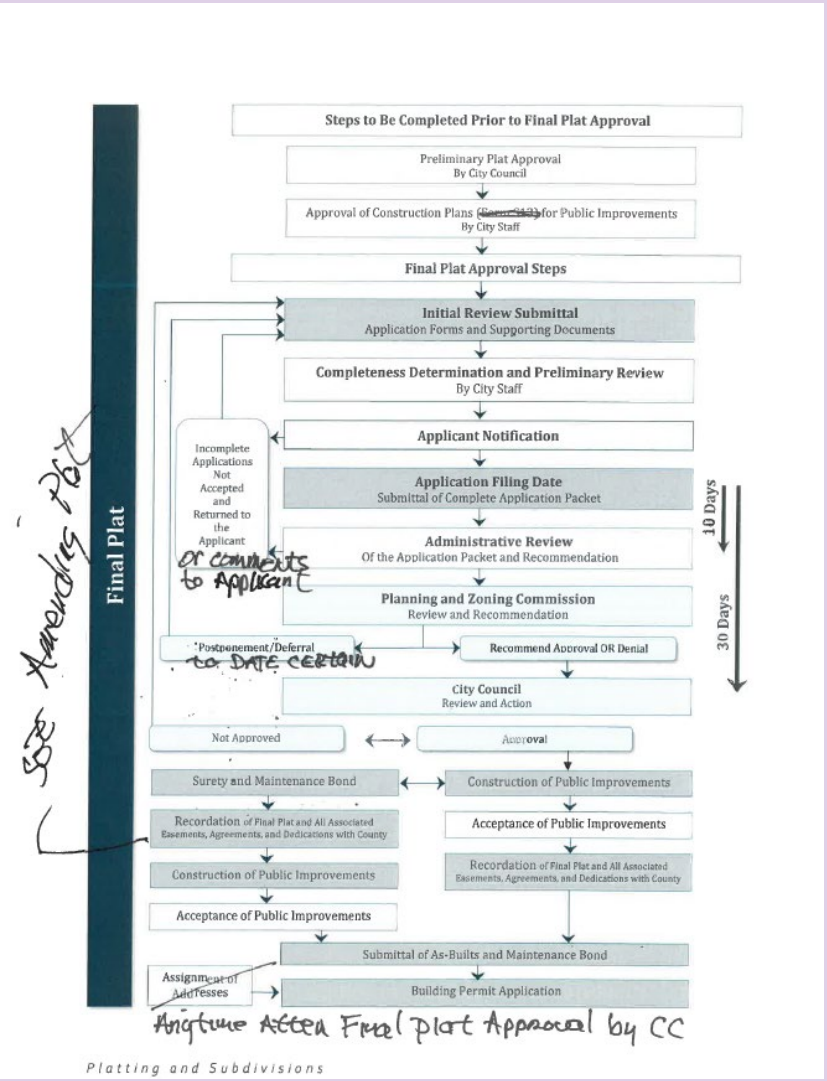 Steps to Be Completed Prior to Final Plat Approval
Preliminary Plat Approval
By City Council
Approval of Construction Plans for Public Improvements
By City Staff
Final Plat Approval Steps
Initial Review Submittal
Application Forms and Supporting Documents
Completeness Determination and Preliminary Review
By City Staff
Applicant Notification
Incomplete
Applications
Not
Accepted
and
Returned to
the
Applicant
or comments
to Applicant
Application Filing Date
Submittal of Complete Application Packet
Administrative Review
Of the Application Packet and Recommendation
10 Days
30 Days
Planning and Zoning Commission
Review and Recommendation
Postponement/Deferral
to DATE CERTAIN
Recommend Approval OR Denial
City Council
Review and Action
Not Approved
Approval
Surety and Maintenance Bond
Construction of Public Improvements
Recordation of Final Plat and All Associated
Easements, Agreements, and Dedications with County
Acceptance of Public Improvements
Construction of Public Improvements
Recordation of Final Plat and All Associated
Easements, Agreements, and Dedications with County
Acceptance of Public Improvements
Submittal of As-Builts and Maintenance Bond
Assignment of
Addresses
Building Permit Application
Anytime After Final plat Approval by CC
Final Plat
See Amending Plat
Platting and Subdivisions